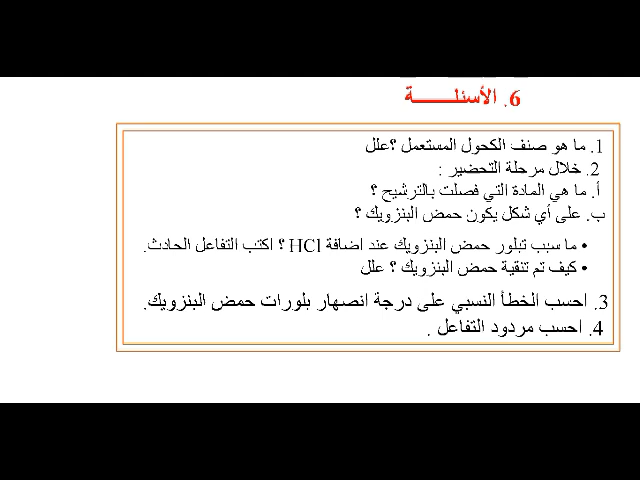 6. الأسئلـــــــة
1. ما هو صنف الكحول المستعمل ؟علل
2. خلال مرحلة التحضير :
أ. ما هي المادة التي فصلت بالترشيح ؟
ب. على أي شكل يكون حمض البنزويك ؟
• ما سبب تبلور حمض البنزويك عند اضافة HCl ؟ اكتب التفاعل الحادث.
• كيف تم تنقية حمض البنزويك ؟ علل
3. احسب الخطأ النسبي على درجة انصهار بلورات حمض البنزويك.
4. احسب مردود التفاعل .